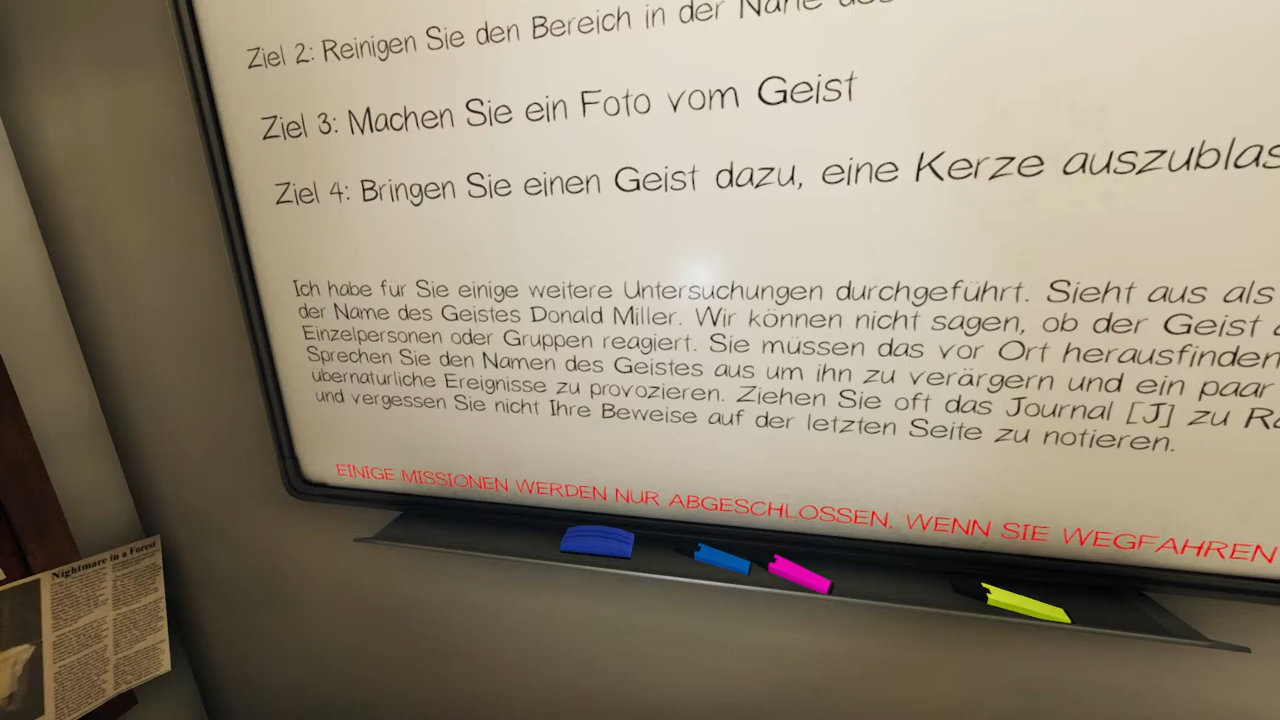 Ziel 2: Reinigen Sie den Bereich in der Nähe des
Ziel 3: Machen Sie ein Foto vom Geist
Ziel 4: Bringen Sie einen Geist dazu, eine Kerze auszublas
Ich habe für Sie einige weitere Untersuchungen durchgeführt. Sieht aus als
der Name des Geistes Donald Miller. Wir können nicht sagen, ob der Geist
Einzelpersonen oder Gruppen reagiert. Sie müssen das vor Ort herausfinden
Sprechen Sie den Namen des Geistes aus um ihn zu verärgern und ein paar
übernatürliche Ereignisse zu provozieren. Ziehen Sie oft das Journal [J] zu
und vergessen Sie nicht Ihre Beweise auf der letzten Seite zu notieren.
EINIGE MISSIONEN WERDEN NUR ABGESCHLOSSEN, WENN SIE WEGFAHREN
Nightmare in a Forest